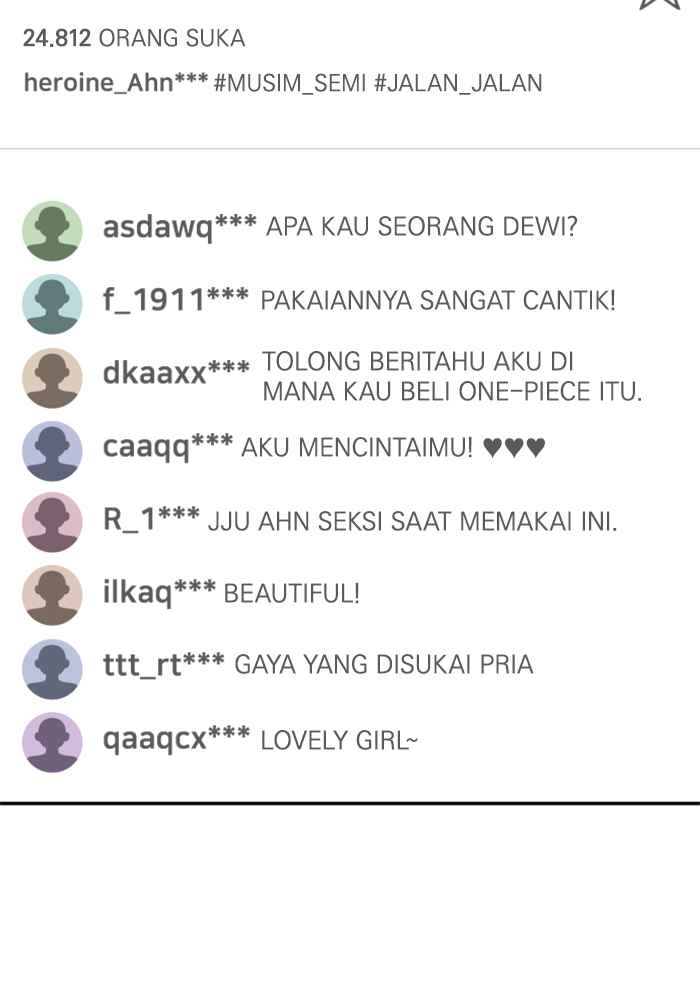 24.812 ORANG SUKA
heroine_Ahn*** #MUSIM_SEMI #JALAN_JALAN
asdawq*** APA KAU SEORANG DEWI?
f_1911*** PAKAIANNYA SANGAT CANTIK!
dkaaxx*** TOLONG BERITAHU AKU DI
MANA KAU BELI ONE-PIECE ITU.
caaqq*** AKU MENCINTAIMU! ♥♥♥
R_1*** JJU AHN SEKSI SAAT MEMAKAI INI.
ilkaq*** BEAUTIFUL!
ttt_rt*** GAYA YANG DISUKAI PRIA
qaaqcx*** LOVELY GIRL~